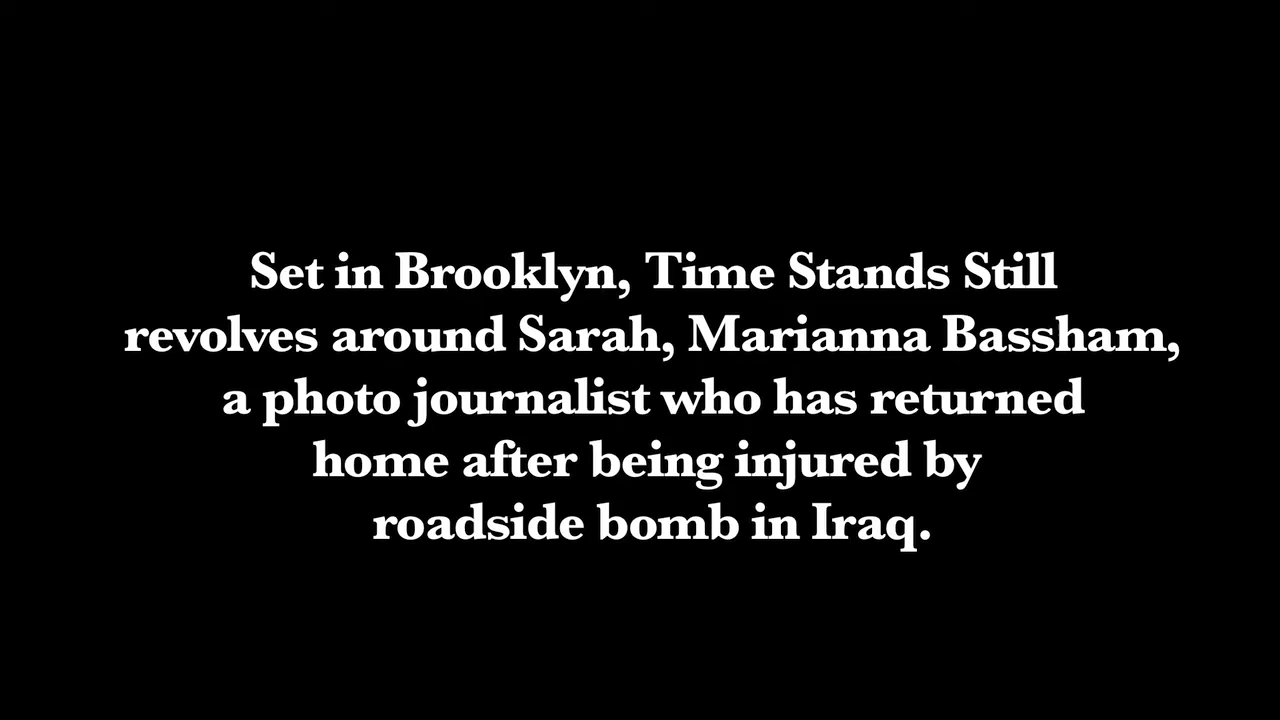 Set in Brooklyn, Time Stands Still
revolves around Sarah, Marianna Bassham,
a photo journalist who has returned
home after being injured by
roadside bomb in Iraq.